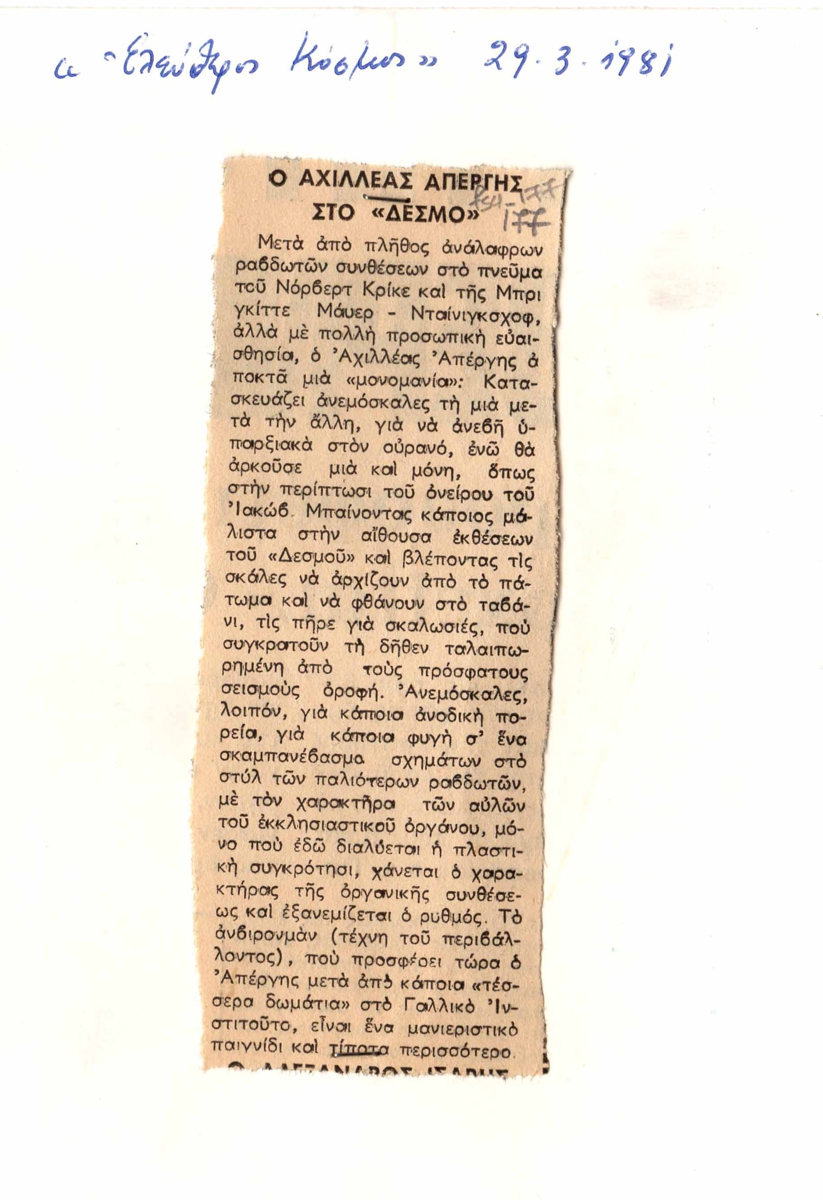 «"Ελεύθερος Κόσμος» 29.3.1981
Ο ΑΧΙΛΛΕΑΣ ΑΠΕΡΓΗΣ
ΣΤΟ «ΔΕΣΜΟ»
177
Μετὰ ἀπὸ πλῆθος ἀνάλαφρων
ραβδωτῶν συνθέσεων στὸ πνεῦμα
τοῦ Νόρβερτ Κρίκε καὶ τῆς Μπρι
γκίττε Μάυερ - Νταίνιγκσχοφ,
ἀλλὰ μὲ πολλὴ προσωπικὴ εὐαι-
σθησία, ὁ Ἀχιλλέας Ἀπέργης ἀ
ποκτᾶ μιὰ «μονομανία»: Κατα-
σκευάζει ἀνεμόσκαλες τὴ μιὰ με-
τὰ τὴν ἄλλη, γιὰ νὰ ἀνεβῆ ὑ-
παρξιακὰ στὸν οὐρανό, ἐνῶ θὰ
ἀρκοῦσε μιὰ καὶ μόνη, ὅπως
στὴν περίπτωσι τοῦ ὀνείρου τοῦ
Ἰακώβ. Μπαίνοντας κάποιος μά-
λιστα στὴν αἴθουσα ἐκθέσεων
τοῦ «Δεσμοῦ» καὶ βλέποντας τὶς
σκάλες νὰ ἀρχίζουν ἀπὸ τὸ πά-
τωμα καὶ νὰ φθάνουν στὸ ταβά-
νι, τὶς πῆρε γιὰ σκαλωσιές, ποὺ
συγκρατοῦν τὴ δῆθεν ταλαιπω-
ρημένη ἀπὸ τοὺς πρόσφατους
σεισμοὺς ὀροφή. Ἀνεμόσκαλες,
λοιπόν, γιὰ κάποια ἀνοδικὴ πο-
ρεία, γιὰ κάποια φυγὴ σ' ἕνα
σκαμπανέβασμα σχημάτων στὸ
στὺλ τῶν παλιότερων ραβδωτῶν,
μὲ τὸν χαρακτῆρα τῶν αὐλῶν
τοῦ ἐκκλησιαστικοῦ ὀργάνου, μό-
νο ποὺ ἐδῶ διαλύεται ἡ πλαστι-
κὴ συγκρότησι, χάνεται ὁ χαρα-
κτήρας τῆς ὀργανικῆς συνθέσε-
ως καὶ ἐξανεμίζεται ὁ ρυθμός. Τὸ
ἀνβιρονμὰν (τέχνη τοῦ περιβάλ-
λοντος), ποὺ προσφέρει τώρα ὁ
Ἀπέργης μετὰ ἀπὸ κάποια «τέσ-
σερα δωμάτια» στὸ Γαλλικὸ Ἰν-
στιτοῦτο, εἶναι ἕνα μανιεριστικὸ
παιγνίδι καὶ τίποτα περισσότερο.
Ο ΑΛΕΞΑΝΔΡΟΣ ΙΣΑΡΗΣ